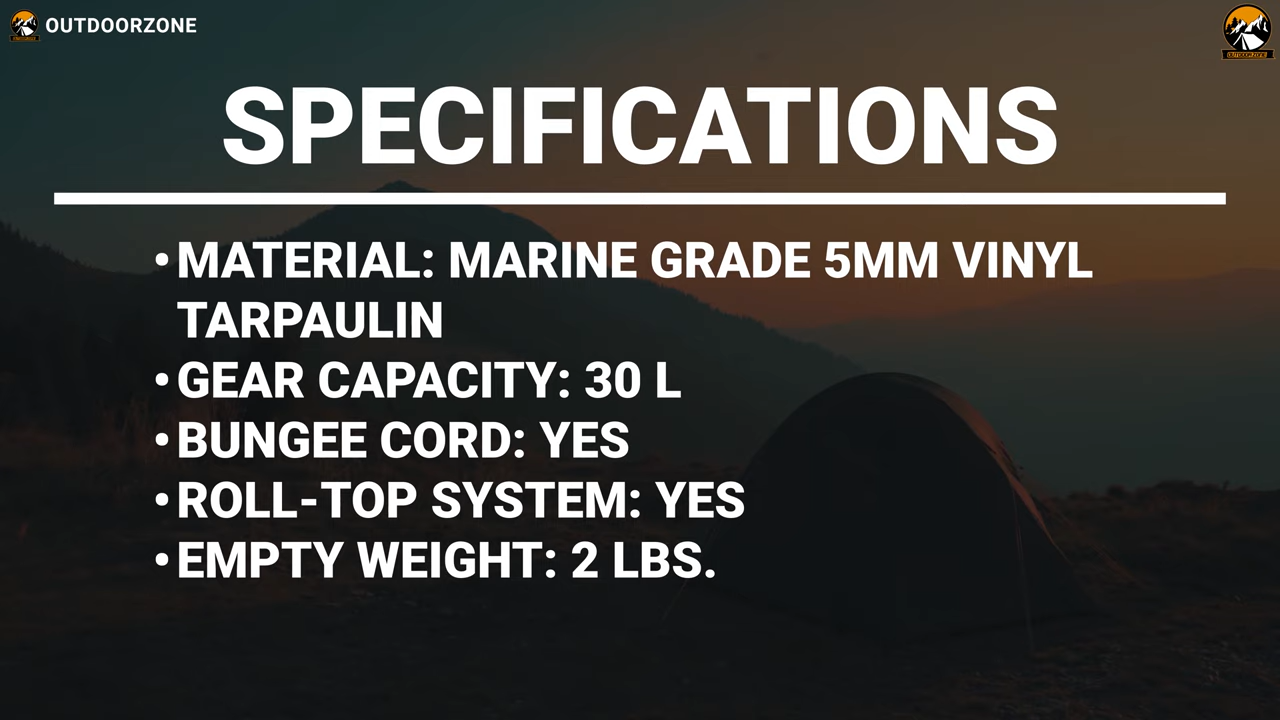 OUTDOORZONE
OUTDOORZONE
SPECIFICATIONS
• MATERIAL: MARINE GRADE 5MM VINYL
TARPAULIN
• GEAR CAPACITY: 30 L
• BUNGEE CORD: YES
• ROLL-TOP SYSTEM: YES
• EMPTY WEIGHT: 2 LBS.